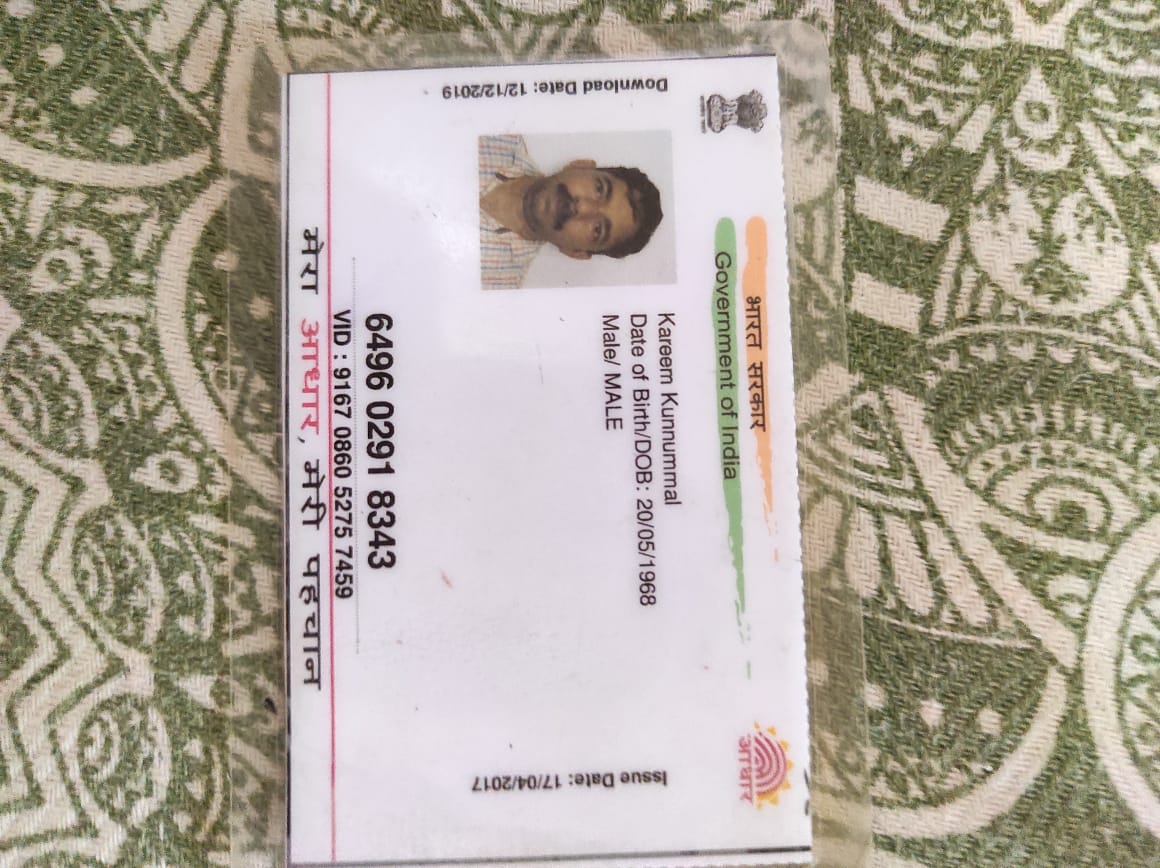 भारत सरकार
Government of India
Download Date: 12/12/2019
Kareem Kunnummal
Date of Birth/DOB: 20/05/1968
Male/ MALE
Issue Date: 17/04/2017
आधार
6496 0291 8343
VID : 9167 0860 5275 7459
मेरा आधार, मेरी पहचान